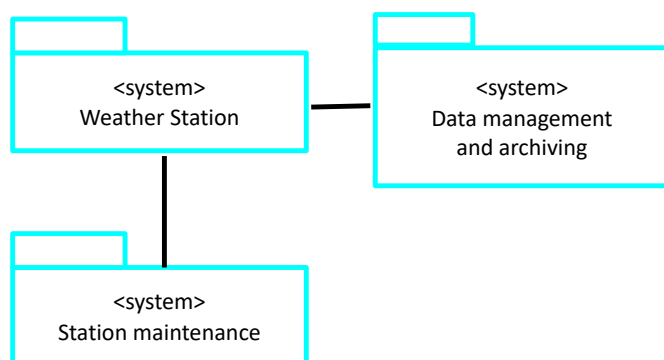 <system>
Weather Station
<system>
Data management
and archiving
<system>
Station maintenance